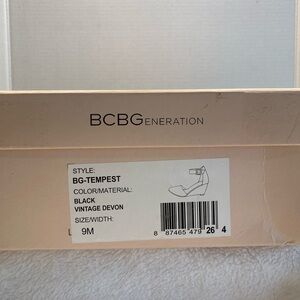 BCBGENERATION
STYLE:
BG-TEMPEST
COLOR/MATERIAL:
BLACK
VINTAGE DEVON
SIZE/WIDTH:
9M
8 87465 479 26 4